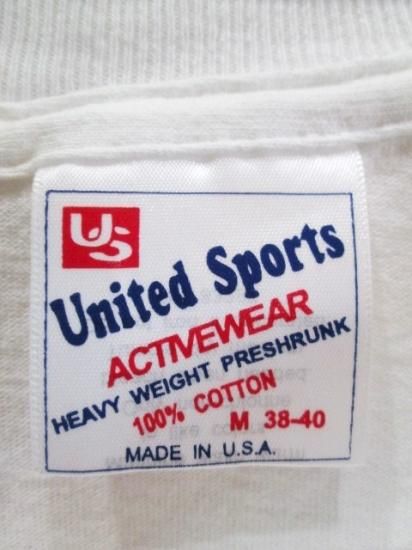 US
United Sports
ACTIVEWEAR
HEAVY WEIGHT PRESHRUNK
100% COTTON
M 38-40
MADE IN U.S.A.